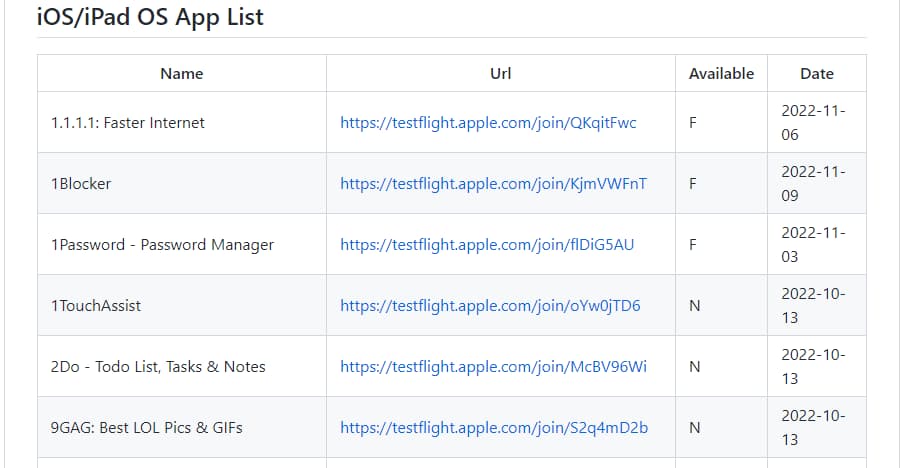 iOS/iPad OS App List
Name Url Available Date
1.1.1.1: Faster Internet https://testflight.apple.com/join/QKqitFwc F 2022-11-
06
1Blocker https://testflight.apple.com/join/KjmVWFnT F 2022-11-
09
1Password - Password Manager https://testflight.apple.com/join/flDiG5AU F 2022-11-
03
1TouchAssist https://testflight.apple.com/join/oYw0jTD6 N 2022-10-
13
2Do - Todo List, Tasks & Notes https://testflight.apple.com/join/McBV96Wi N 2022-10-
13
9GAG: Best LOL Pics & GIFs https://testflight.apple.com/join/S2q4mD2b N 2022-10-
13